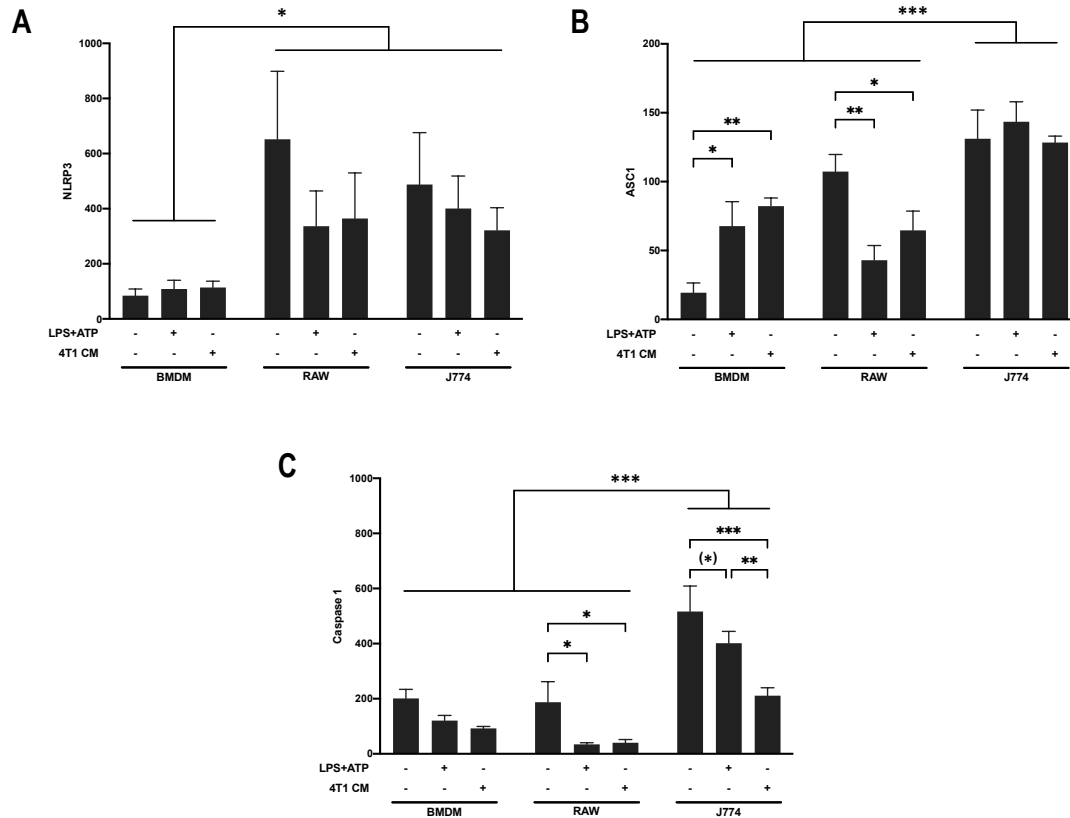 A
*
1000
800
600
400
200
0
NLRP3
LPS+ATP - + - - + - - + -
4T1 CM - - + - - + - - +
BMDM RAW J774
B
***
200
150
100
50
0
ASC1
*
** **
*
LPS+ATP - + - - + - - + -
4T1 CM - - + - - + - - +
BMDM RAW J774
C
***
1000
800
600
400
200
0
Caspase 1
***
(*) **
*
*
LPS+ATP - + - - + - - + -
4T1 CM - - + - - + - - +
BMDM RAW J774